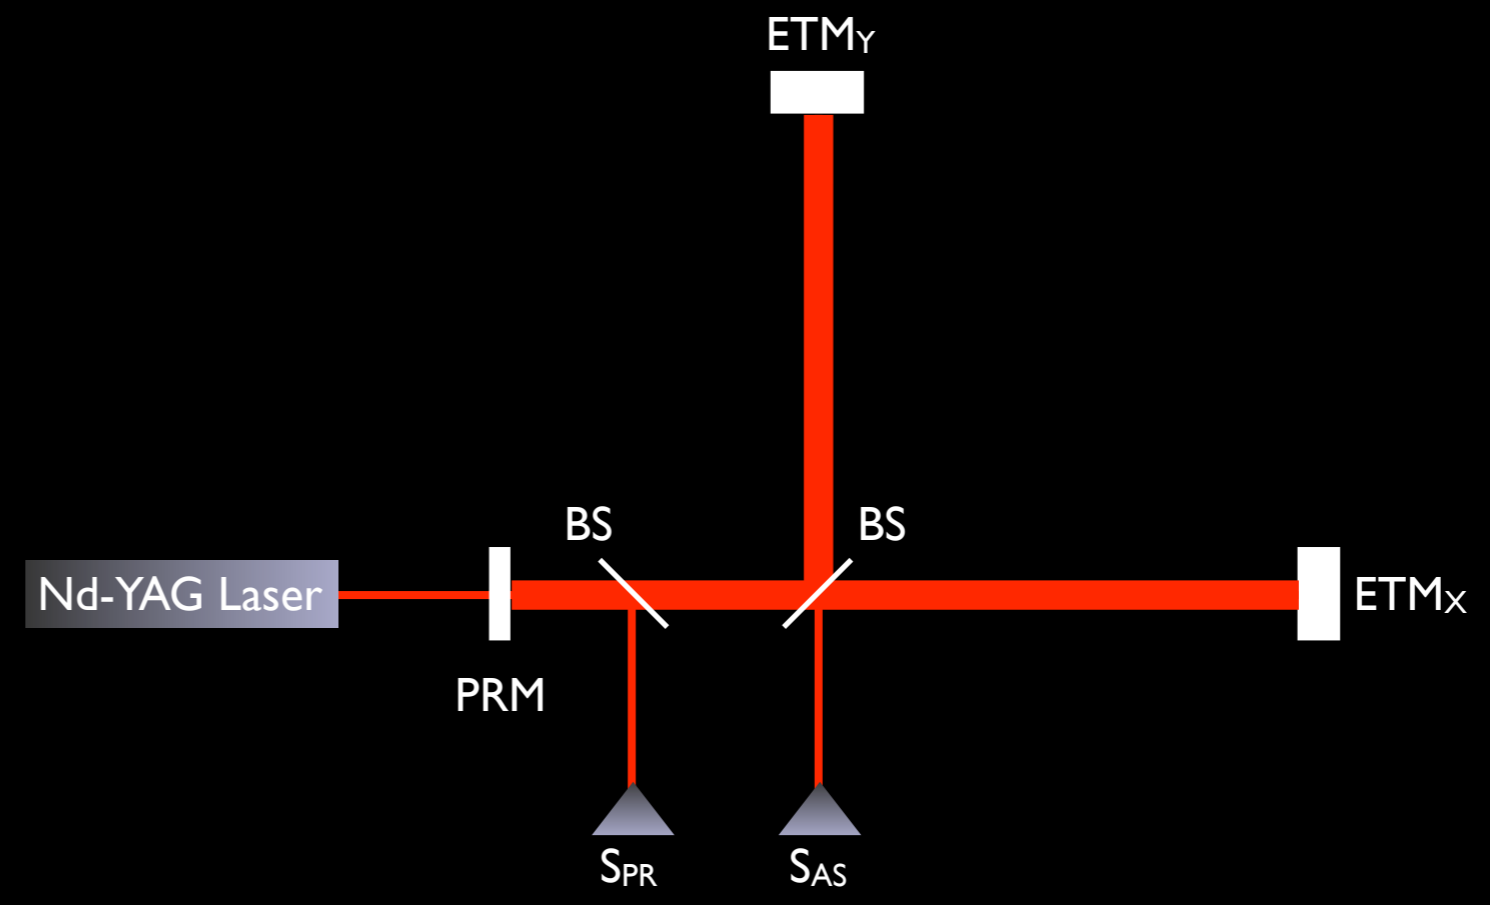 ETMY
BS
BS
Nd-YAG Laser
ETMX
PRM
SPR
SAS